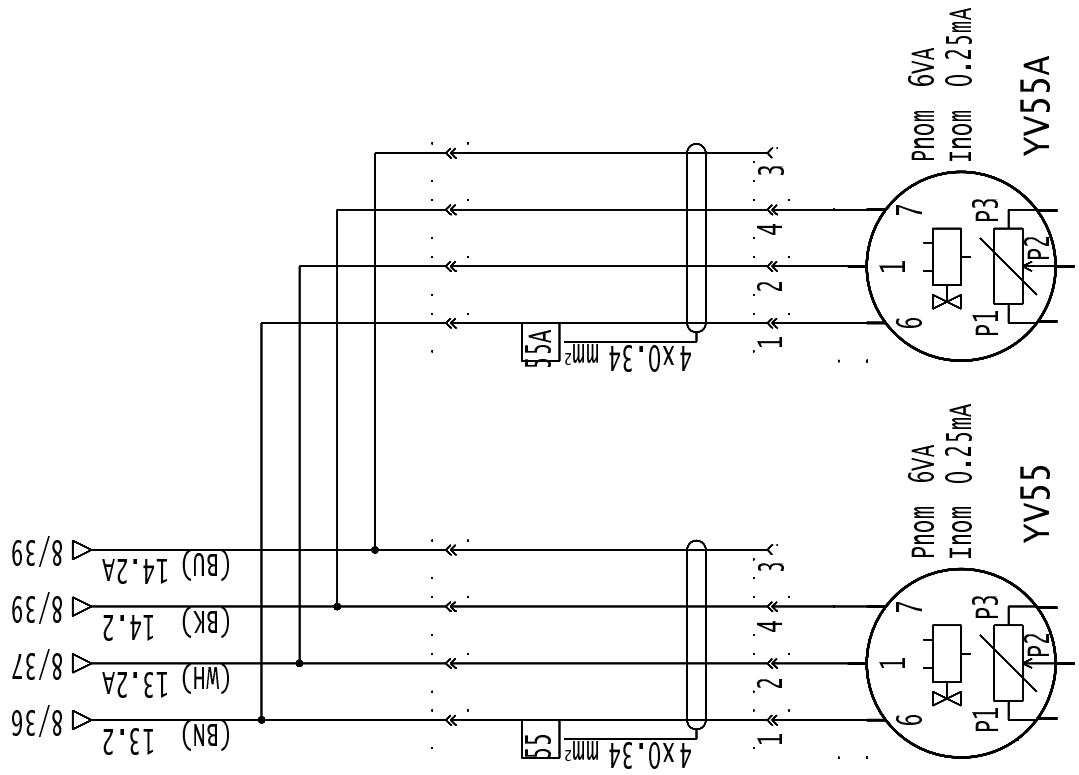 Pnom 6VA
Inom 0.25mA
YV55A
3
4
2
1
7
1
6
P3
P2
P1
55A
4x0.34 mm²
Pnom 6VA
Inom 0.25mA
YV55
8/39
14.2A (BU)
8/39
14.2 (BK)
8/37
13.2A (WH)
8/36
13.2 (BN)
3
4
2
1
7
1
6
P3
P2
P1
55
4x0.34 mm²